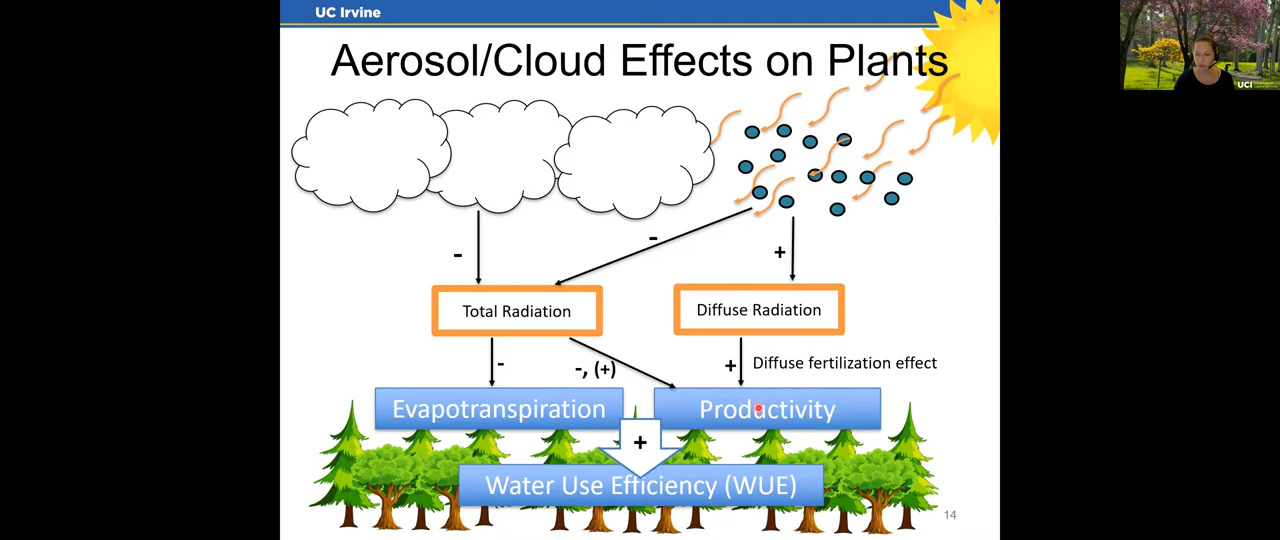 UC Irvine
Aerosol/Cloud Effects on Plants
-
-
+
Total Radiation
Diffuse Radiation
-
-, (+)
+
Diffuse fertilization effect
Evapotranspiration
Productivity
+
Water Use Efficiency (WUE)
14
UCI